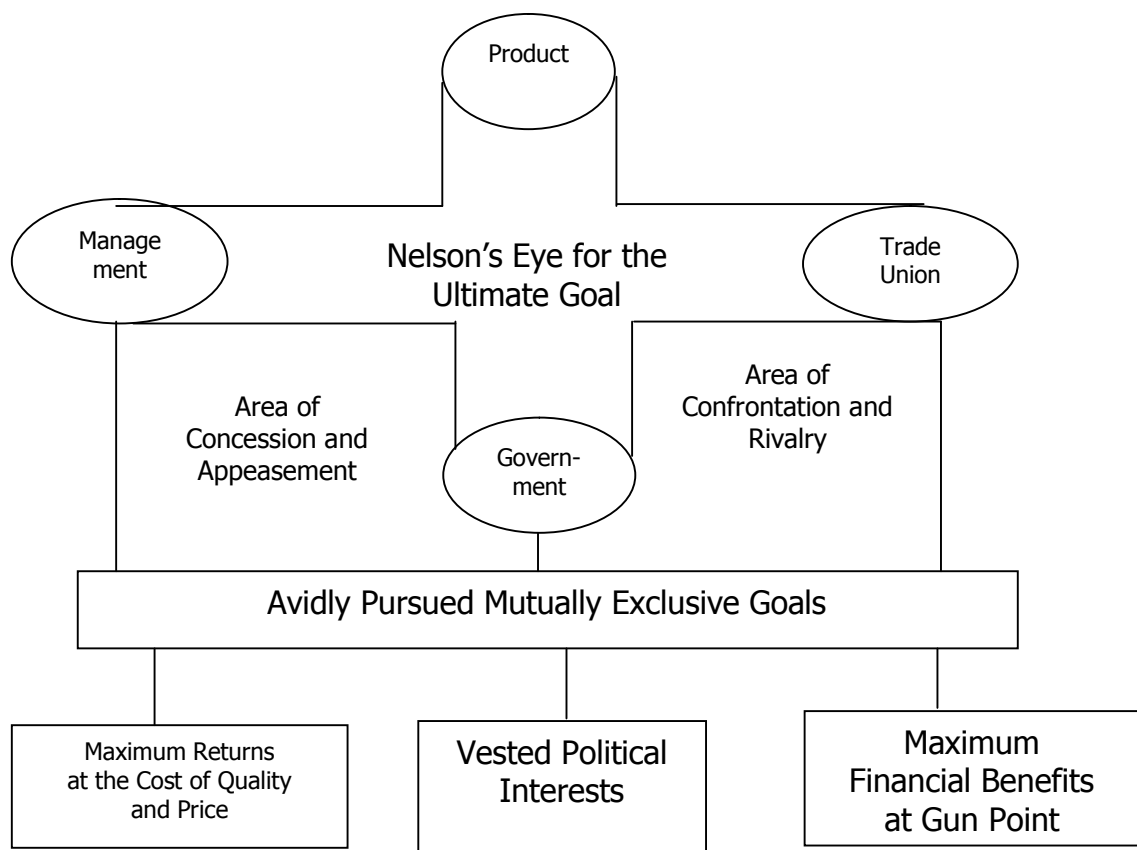 Product
Manage
ment
Nelson's Eye for the
Ultimate Goal
Trade
Union
Area of
Concession and
Appeasement
Area of
Confrontation and
Rivalry
Govern-
ment
Avidly Pursued Mutually Exclusive Goals
Maximum Returns
at the Cost of Quality
and Price
Vested Political
Interests
Maximum
Financial Benefits
at Gun Point